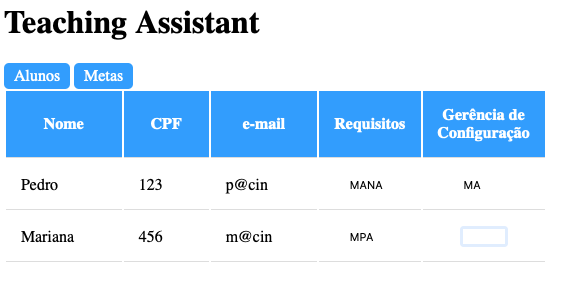 Teaching Assistant
Alunos Metas
Nome CPF e-mail Requisitos Gerência de Configuração
Pedro 123 p@cin MANA MA
Mariana 456 m@cin MPA